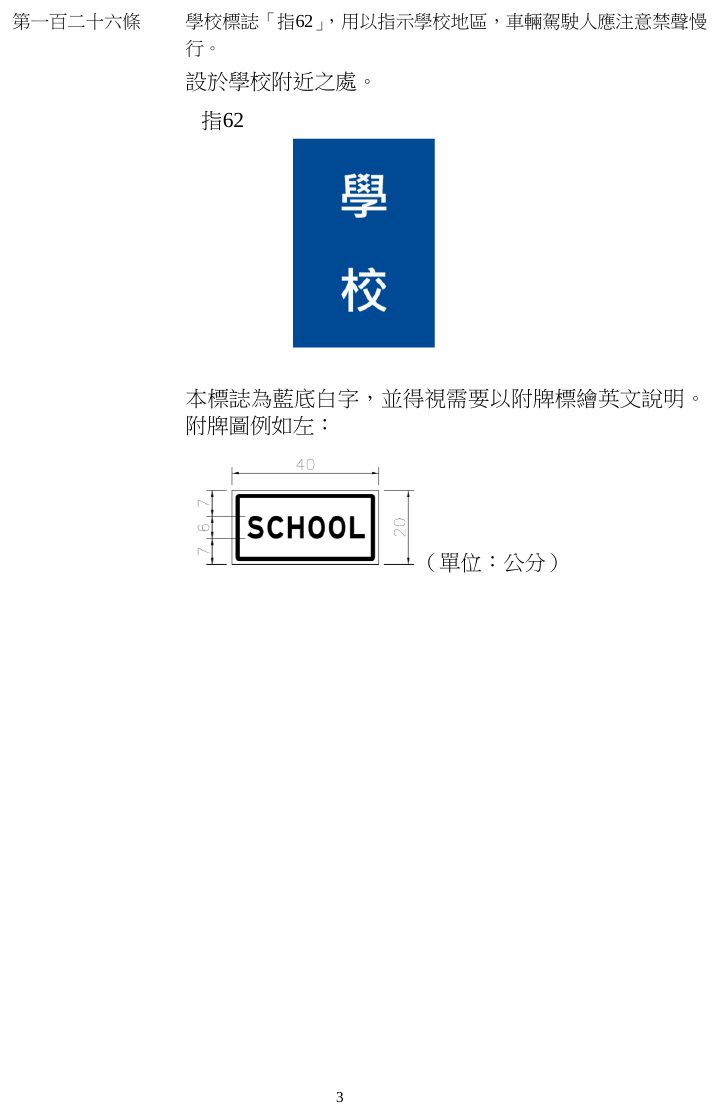 第一百二十六條
學校標誌「指62」，用以指示學校地區，車輛駕駛人應注意禁聲慢
行。
設於學校附近之處。
指62
學
校
本標誌為藍底白字，並得視需要以附牌標繪英文說明。
附牌圖例如左：
40
7
6
7
SCHOOL
20
（單位：公分）
3